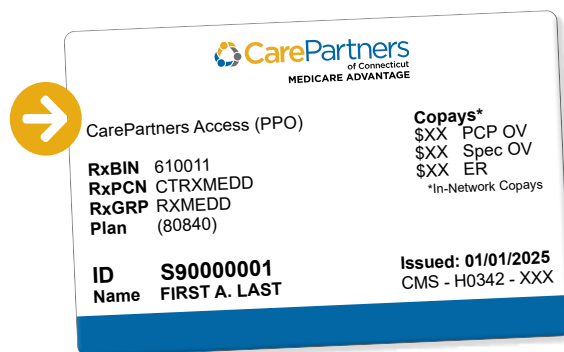 CarePartners
of Connecticut
MEDICARE ADVANTAGE
CarePartners Access (PPO)
RxBIN 610011
RxPCN CTRXMEDD
RxGRP RXMEDD
Plan (80840)
Copays*
$XX PCP OV
$XX Spec OV
$XX ER
*In-Network Copays
ID S90000001
Name FIRST A. LAST
Issued: 01/01/2025
CMS - H0342 - XXX